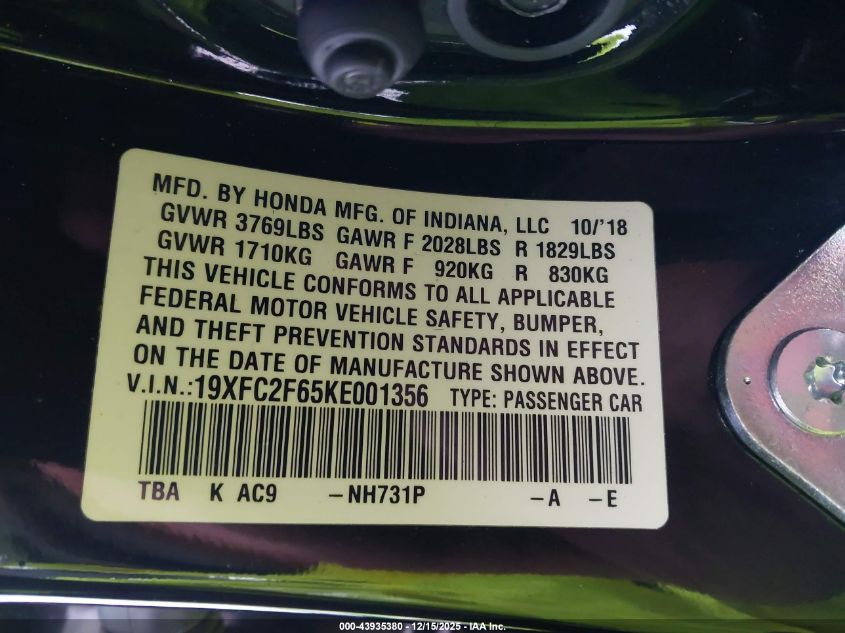 MFD. BY HONDA MFG. OF INDIANA, LLC 10/'18
GVWR 3769LBS GAWR F 2028LBS R 1829LBS
GVWR 1710KG GAWR F 920KG R 830KG
THIS VEHICLE CONFORMS TO ALL APPLICABLE
FEDERAL MOTOR VEHICLE SAFETY, BUMPER,
AND THEFT PREVENTION STANDARDS IN EFFECT
ON THE DATE OF MANUFACTURE SHOWN ABOVE.
V.I.N.:19XFC2F65KE001356 TYPE: PASSENGER CAR
TBA K AC9 -NH731P -A -E
000-43935380 - 12/15/2025 - IAA Inc.